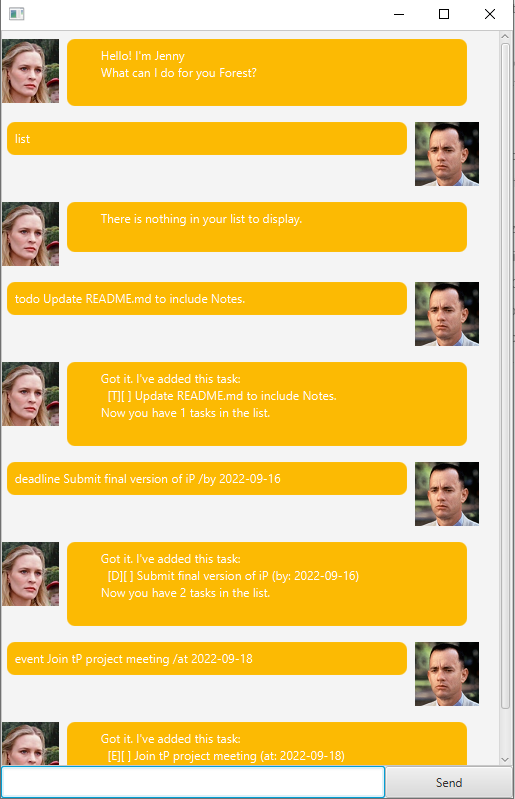 Hello! I'm Jenny
What can I do for you Forest?
list
There is nothing in your list to display.
todo Update README.md to include Notes.
Got it. I've added this task:
[T][ ] Update README.md to include Notes.
Now you have 1 tasks in the list.
deadline Submit final version of iP /by 2022-09-16
Got it. I've added this task:
[D][ ] Submit final version of iP (by: 2022-09-16)
Now you have 2 tasks in the list.
event Join tP project meeting /at 2022-09-18
Got it. I've added this task:
[E][ ] Join tP project meeting (at: 2022-09-18)
Send